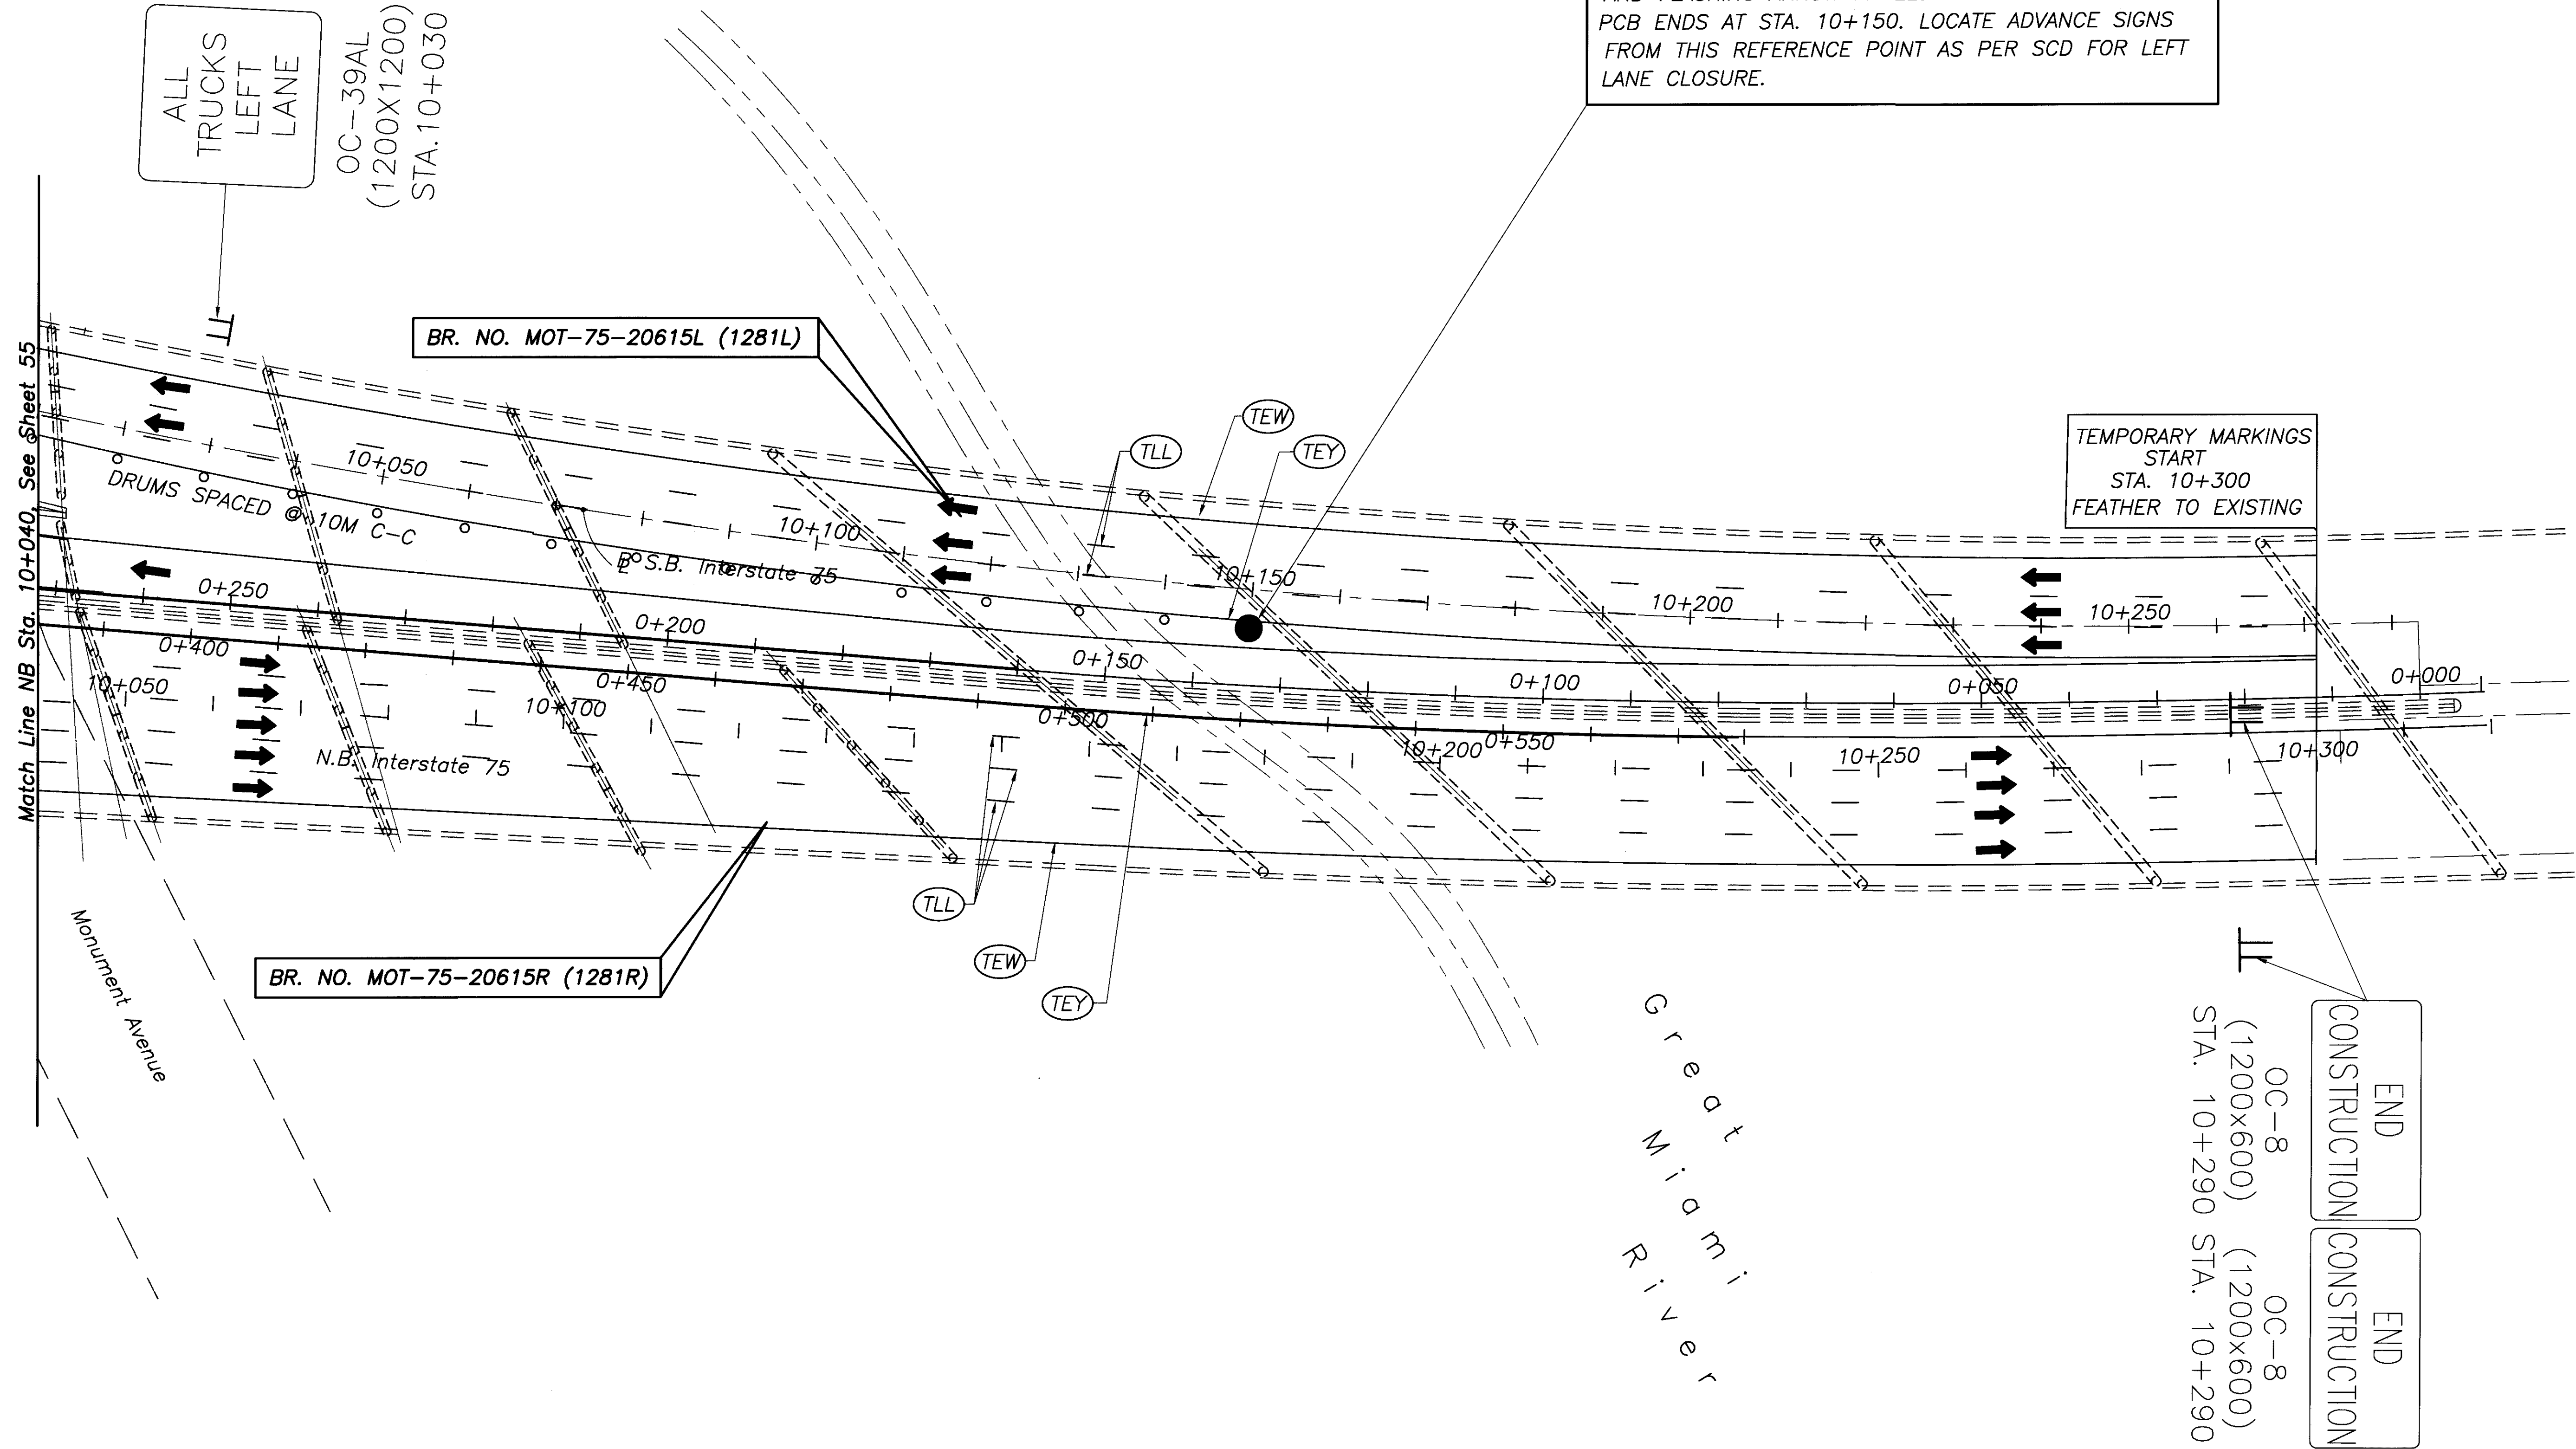 PCB ENDS AT STA. 10+150. LOCATE ADVANCE SIGNS
FROM THIS REFERENCE POINT AS PER SCD FOR LEFT
LANE CLOSURE.
ALL
TRUCKS
LEFT
LANE
OC-39AL
(1200X1200)
STA.10+030
Match Line NB Sta. 10+040, See Sheet 55
BR. NO. MOT-75-20615L (1281L)
TEW
TLL
TEY
TEMPORARY MARKINGS
START
STA. 10+300
FEATHER TO EXISTING
10+050
DRUMS SPACED @ 10M C-C
10+100
S.B. Interstate 75
10+150
10+200
10+250
0+250
0+200
0+150
0+100
0+050
0+000
0+400
0+450
0+500
0+550
10+050
10+100
10+200
10+250
10+300
N.B. Interstate 75
TLL
TEW
TEY
BR. NO. MOT-75-20615R (1281R)
Monument Avenue
Great
Miami
River
END
CONSTRUCTION
OC-8
(1200x600)
STA. 10+290
END
CONSTRUCTION
OC-8
(1200x600)
STA. 10+290